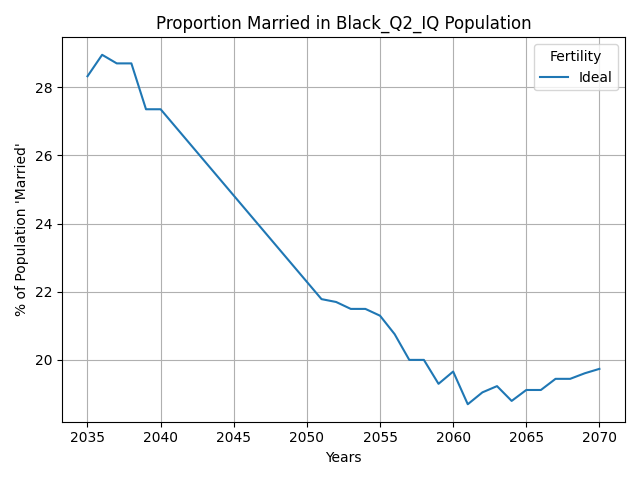 Proportion Married in Black_Q2_IQ Population
% of Population 'Married'
28
26
24
22
20
Fertility
Ideal
2035 2040 2045 2050 2055 2060 2065 2070
Years